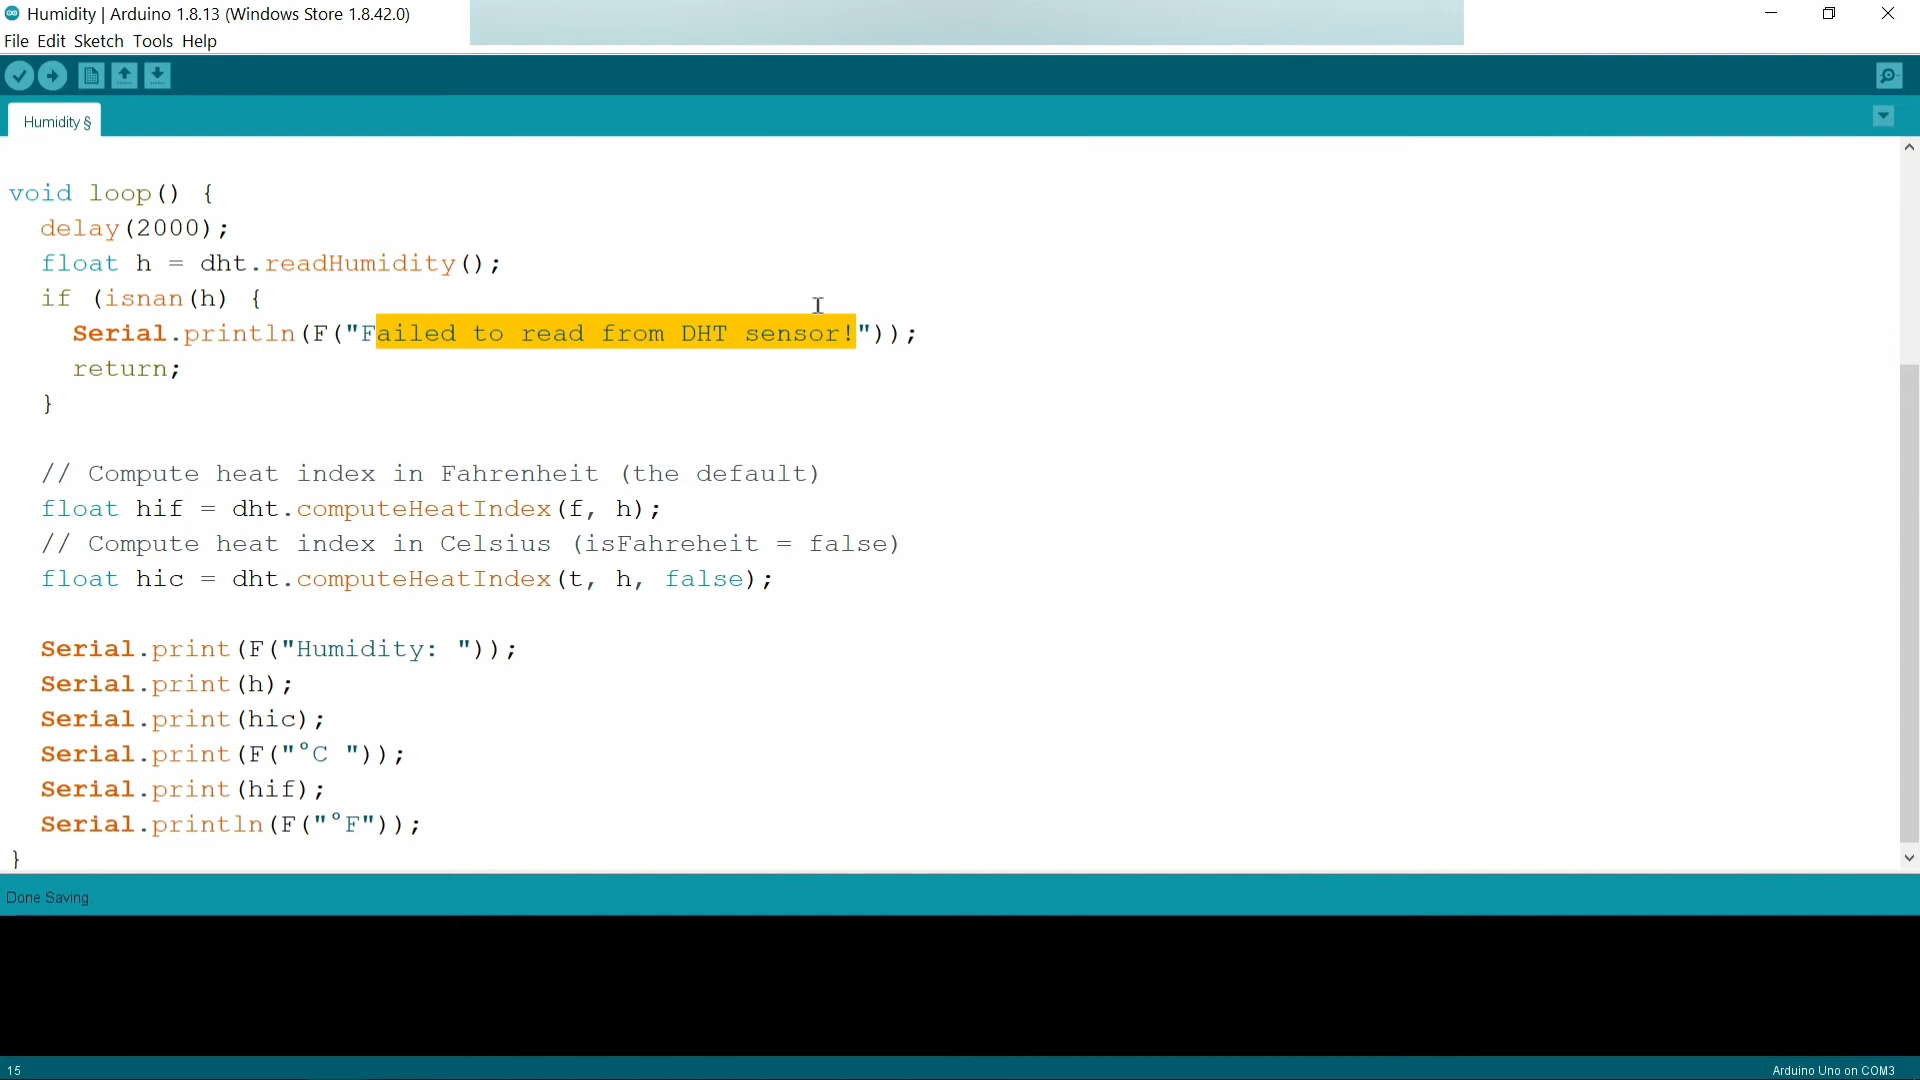 Humidity | Arduino 1.8.13 (Windows Store 1.8.42.0)
File Edit Sketch Tools Help
Humidity §
void loop() {
delay(2000);
float h = dht.readHumidity();
if (isnan(h) {
Serial.println(F("Failed to read from DHT sensor!"));
return;
}
// Compute heat index in Fahrenheit (the default)
float hif = dht.computeHeatIndex(f, h);
// Compute heat index in Celsius (isFahreheit = false)
float hic = dht.computeHeatIndex(t, h, false);
Serial.print(F("Humidity: "));
Serial.print(h);
Serial.print(hic);
Serial.print(F("°C "));
Serial.print(hif);
Serial.println(F("°F"));
}
Done Saving.
15
Arduino Uno on COM3